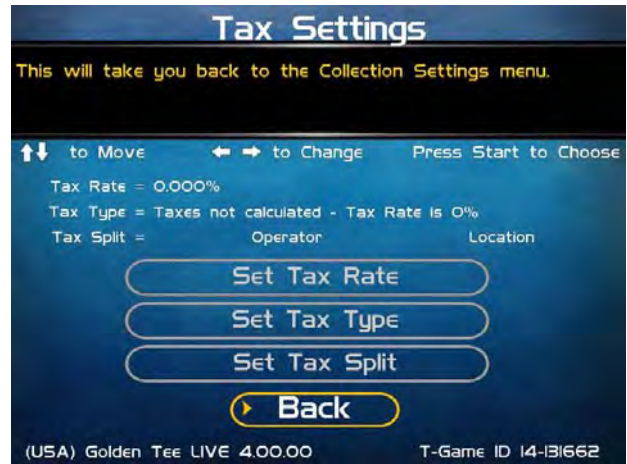 Tax Settings
This will take you back to the Collection Settings menu.
to Move to Change Press Start to Choose
Tax Rate = 0.000%
Tax Type = Taxes not calculated - Tax Rate is 0%
Tax Split = Operator Location
Set Tax Rate
Set Tax Type
Set Tax Split
Back
(USA) Golden Tee LIVE 4.00.00 T-Game ID 14-131662